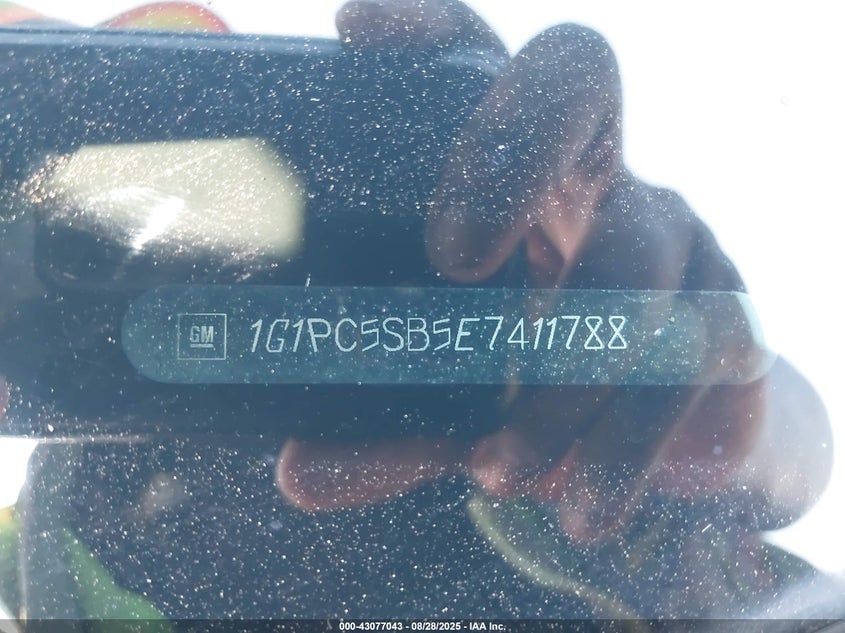 GM 1G1PC5SB5E7411788
000-43077043 - 08/28/2025 - IAA Inc.